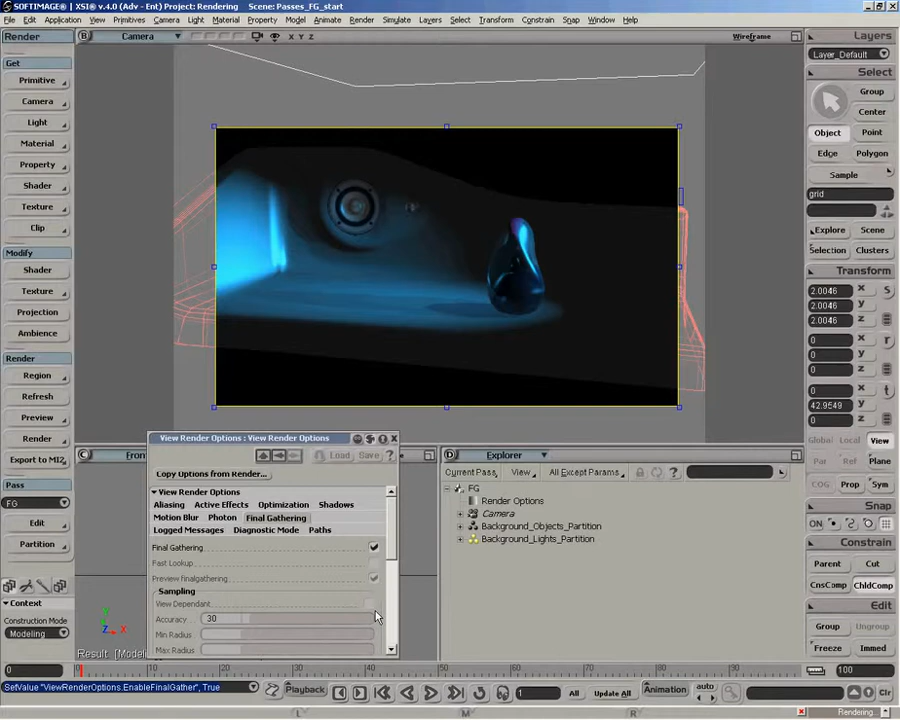 SOFTIMAGE® | XSI® v.4.0 (Adv - Ent) Project: Rendering Scene: Passes_FG_start
File Edit Application View Primitives Camera Light Material Property Model Render Script Layers Select Transform Constrain Snap Window Help
Render
B Camera X Y Z Wireframe
Layers
Layer_Default
Get
Primitive
Camera
Light
Material
Property
Shader
Texture
Clip
Modify
Shader
Texture
Projection
Ambience
Render
Region
Refresh
Preview
Render
Export to MI2
Pass
FG
Edit
Partition
Context
Construction Mode
Modeling
Select
Group
Center
Object Point
Edge Polygon
Sample
grid
Explore Scene
Selection Clusters
Transform
2.0046 x s
2.0046 y
2.0046 z
0 x r
0 y
0 z
0 x t
42.9549 y
0 z
Global Local View
Par Ref Plane
COG Prop Sym
Snap
ON
Constrain
Parent Cut
CnsComp ChldComp
Edit
Group Ungroup
Freeze Immed
C Fron
View Render Options : View Render Options
Load Save ?
Copy Options from Render...
View Render Options
Aliasing Active Effects Optimization Shadows
Motion Blur Photon Final Gathering
Logged Messages Diagnostic Mode Paths
Final Gathering
Fast Lookup
Preview finalgathering
Sampling
View Dependant
Accuracy 30
Min Radius
Max Radius
Y
Z X
Result
D Explorer
Current Pass View All Except Params
FG
Render Options
Camera
Background_Objects_Partition
Background_Lights_Partition
0 10 20 30 40 50 60 70 80 90 100
SetValue "ViewRenderOptions.EnableFinalGather", True
Playback 1 All Update All Animation auto Clr
L M R Rendering...